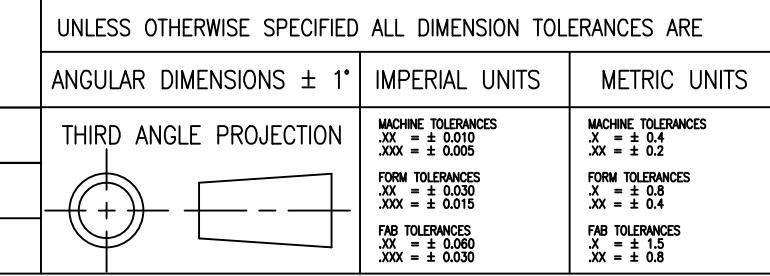 UNLESS OTHERWISE SPECIFIED ALL DIMENSION TOLERANCES ARE
ANGULAR DIMENSIONS ± 1°
IMPERIAL UNITS
METRIC UNITS
THIRD ANGLE PROJECTION
MACHINE TOLERANCES
.XX = ± 0.010
.XXX = ± 0.005
FORM TOLERANCES
.XX = ± 0.030
.XXX = ± 0.015
FAB TOLERANCES
.XX = ± 0.060
.XXX = ± 0.030
MACHINE TOLERANCES
.X = ± 0.4
.XX = ± 0.2
FORM TOLERANCES
.X = ± 0.8
.XX = ± 0.4
FAB TOLERANCES
.X = ± 1.5
.XX = ± 0.8